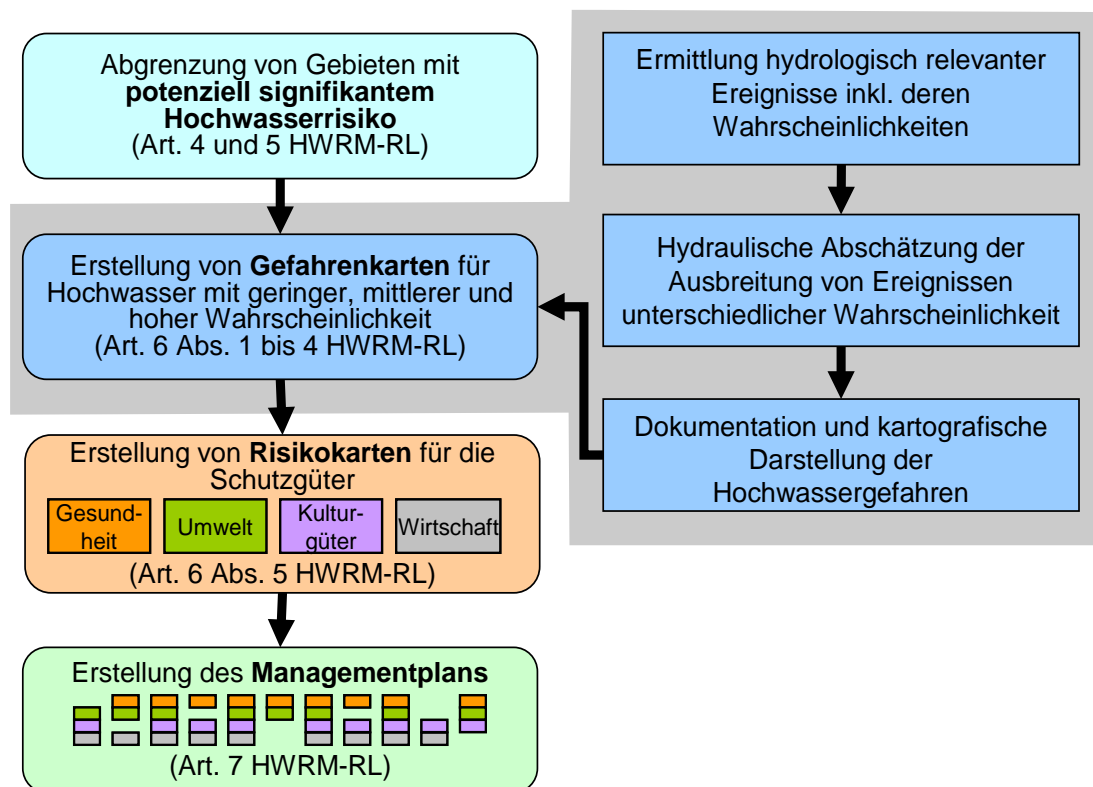 Abgrenzung von Gebieten mit
potenziell signifikantem
Hochwasserrisiko
(Art. 4 und 5 HWRM-RL)
Erstellung von Gefahrenkarten für
Hochwasser mit geringer, mittlerer und
hoher Wahrscheinlichkeit
(Art. 6 Abs. 1 bis 4 HWRM-RL)
Erstellung von Risikokarten für die
Schutzgüter
Gesund-
heit
Umwelt
Kultur-
güter
Wirtschaft
(Art. 6 Abs. 5 HWRM-RL)
Erstellung des Managementplans
(Art. 7 HWRM-RL)
Ermittlung hydrologisch relevanter
Ereignisse inkl. deren
Wahrscheinlichkeiten
Hydraulische Abschätzung der
Ausbreitung von Ereignissen
unterschiedlicher Wahrscheinlichkeit
Dokumentation und kartografische
Darstellung der
Hochwassergefahren